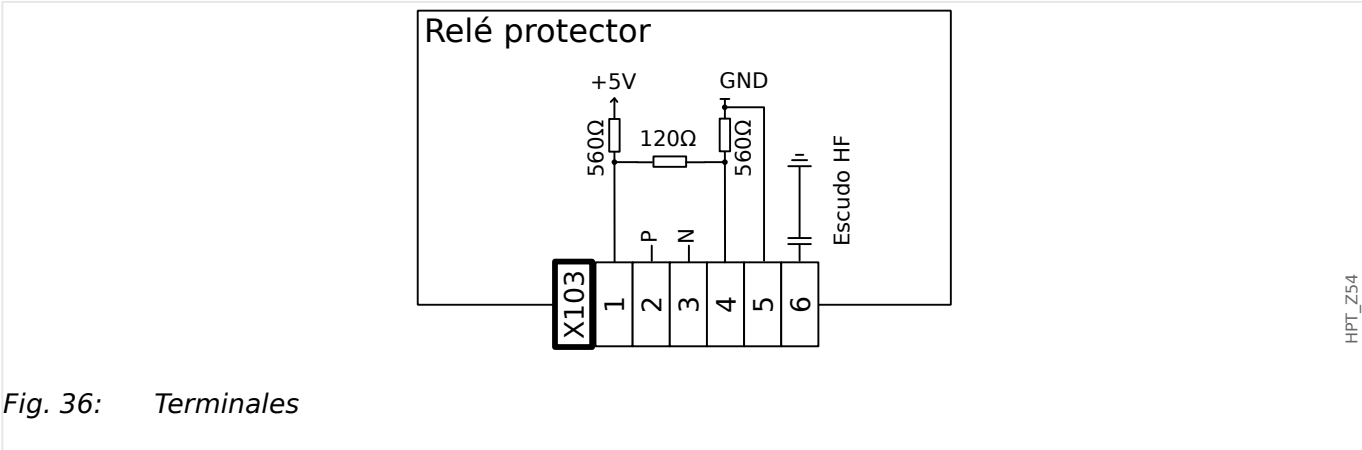 Relé protector
+5V
GND
560Ω
120Ω
560Ω
Escudo HF
P
N
X103
1
2
3
4
5
6
HPT_Z54
Fig. 36: Terminales